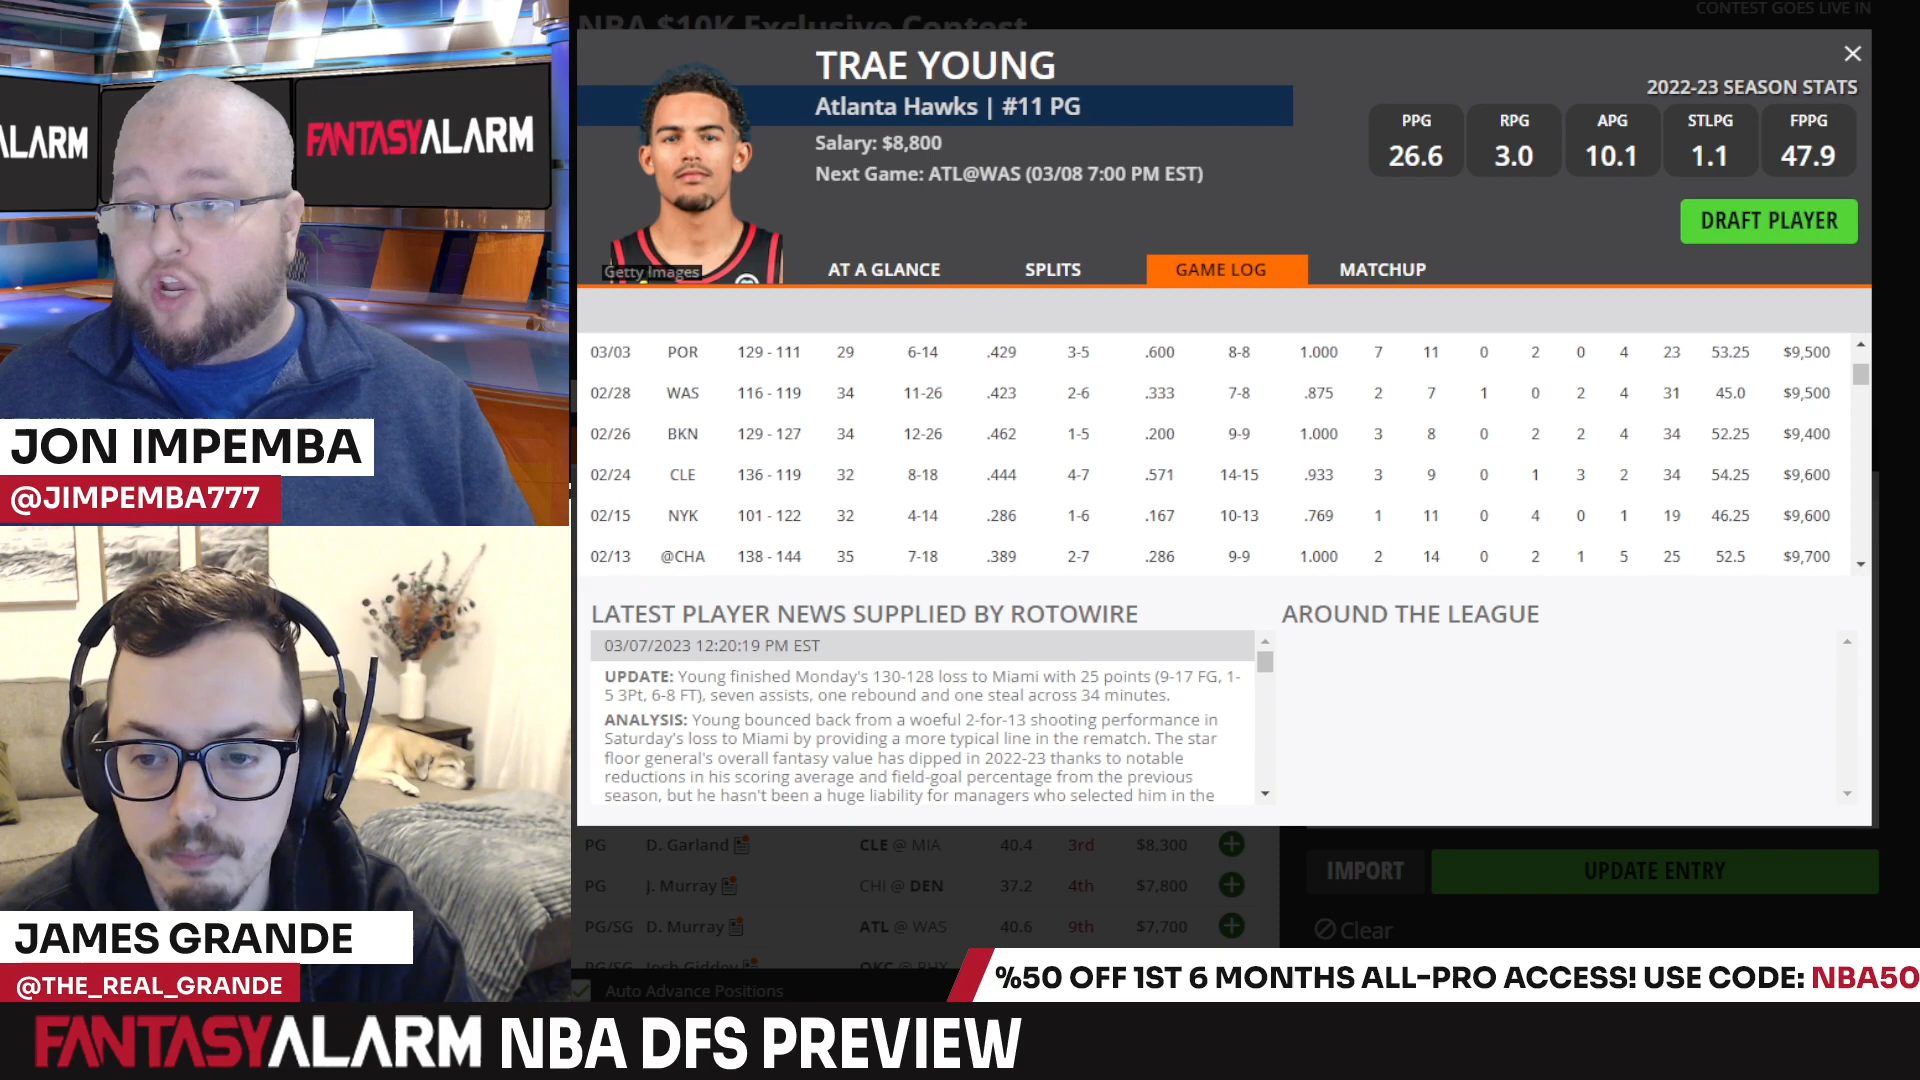 NBA $10K Exclusive Contest
CONTEST GOES LIVE IN
TRAE YOUNG
Atlanta Hawks | #11 PG
Salary: $8,800
Next Game: ATL@WAS (03/08 7:00 PM EST)
2022-23 SEASON STATS
PPG RPG APG STLPG FPPG
26.6 3.0 10.1 1.1 47.9
DRAFT PLAYER
Getty Images
AT A GLANCE SPLITS GAME LOG MATCHUP
03/03 POR 129 - 111 29 6-14 .429 3-5 .600 8-8 1.000 7 11 0 2 0 4 23 53.25 $9,500
02/28 WAS 116 - 119 34 11-26 .423 2-6 .333 7-8 .875 2 7 1 0 2 4 31 45.0 $9,500
02/26 BKN 129 - 127 34 12-26 .462 1-5 .200 9-9 1.000 3 8 0 2 2 4 34 52.25 $9,400
02/24 CLE 136 - 119 32 8-18 .444 4-7 .571 14-15 .933 3 9 0 1 3 2 34 54.25 $9,600
02/15 NYK 101 - 122 32 4-14 .286 1-6 .167 10-13 .769 1 11 0 4 0 1 19 46.25 $9,600
02/13 @CHA 138 - 144 35 7-18 .389 2-7 .286 9-9 1.000 2 14 0 2 1 5 25 52.5 $9,700
LATEST PLAYER NEWS SUPPLIED BY ROTOWIRE
AROUND THE LEAGUE
03/07/2023 12:20:19 PM EST
UPDATE: Young finished Monday's 130-128 loss to Miami with 25 points (9-17 FG, 1-
5 3Pt, 6-8 FT), seven assists, one rebound and one steal across 34 minutes.
ANALYSIS: Young bounced back from a woeful 2-for-13 shooting performance in
Saturday's loss to Miami by providing a more typical line in the rematch. The star
floor general's overall fantasy value has dipped in 2022-23 thanks to notable
reductions in his scoring average and field-goal percentage from the previous
season, but he hasn't been a huge liability for managers who selected him in the
PG D. Garland CLE @ MIA 40.4 3rd $8,300
PG J. Murray CHI @ DEN 37.2 4th $7,800
PG/SG D. Murray ATL @ WAS 40.6 9th $7,700
PG/SG Josh Giddey OKC @ PHX
Auto Advance Positions
IMPORT UPDATE ENTRY
Clear
ALARM
FANTASYALARM
JON IMPEMBA
@JIMPEMBA777
JAMES GRANDE
@THE_REAL_GRANDE
%50 OFF 1ST 6 MONTHS ALL-PRO ACCESS! USE CODE: NBA50
FANTASYALARM NBA DFS PREVIEW